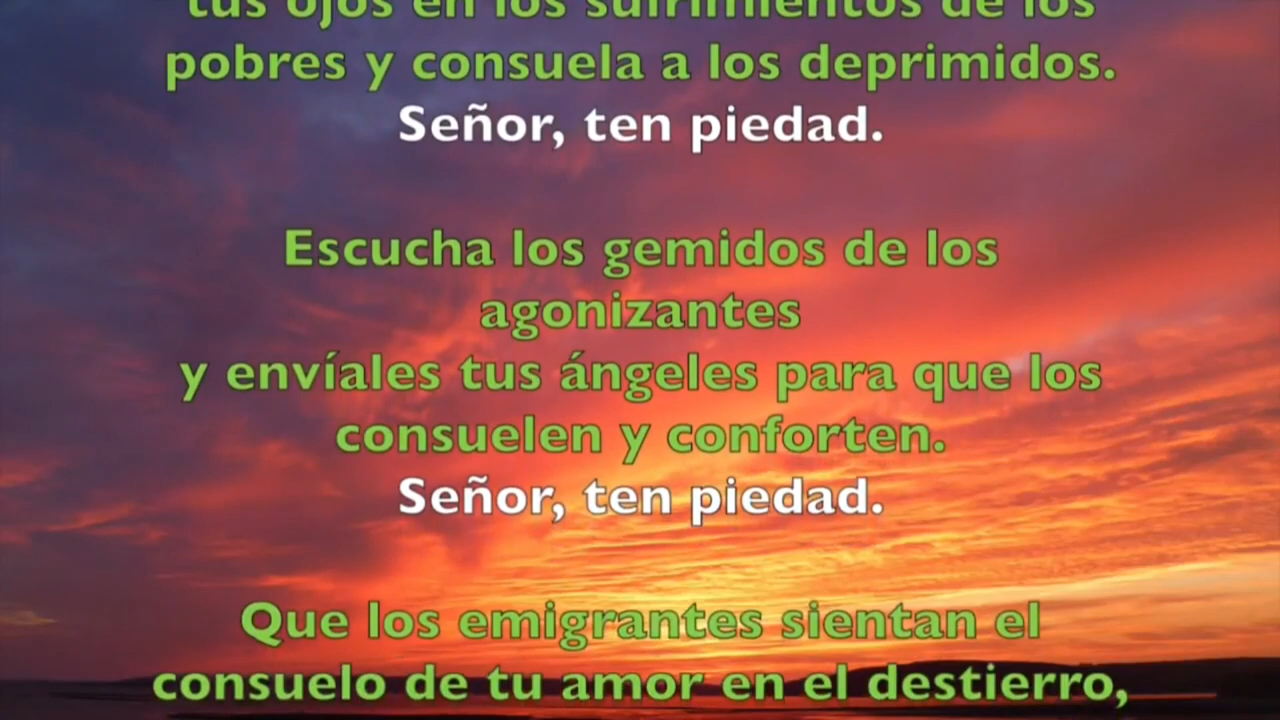 tus ojos en los sufrimientos de los
pobres y consuela a los deprimidos.
Señor, ten piedad.
Escucha los gemidos de los
agonizantes
y envíales tus ángeles para que los
consuelen y conforten.
Señor, ten piedad.
Que los emigrantes sientan el
consuelo de tu amor en el destierro,